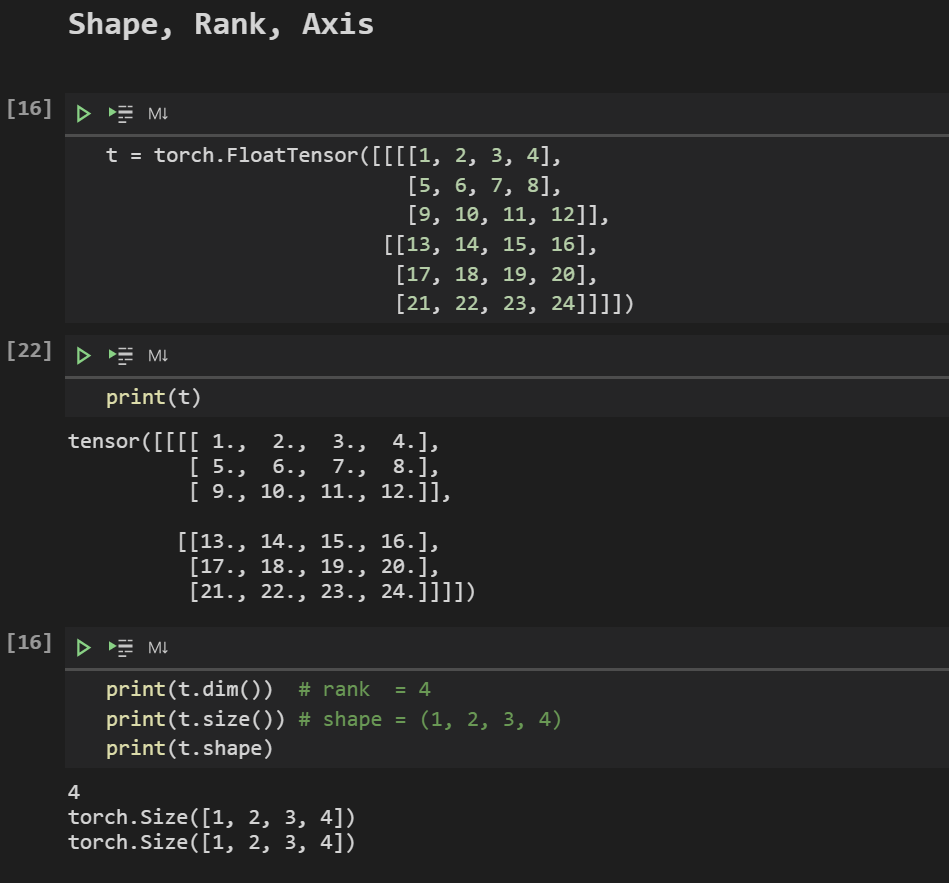 Shape, Rank, Axis
[16]
M↓
t = torch.FloatTensor([[[[1, 2, 3, 4],
[5, 6, 7, 8],
[9, 10, 11, 12]],
[[13, 14, 15, 16],
[17, 18, 19, 20],
[21, 22, 23, 24]]]])
[22]
M↓
print(t)
tensor([[[[ 1., 2., 3., 4.],
[ 5., 6., 7., 8.],
[ 9., 10., 11., 12.]],
[[13., 14., 15., 16.],
[17., 18., 19., 20.],
[21., 22., 23., 24.]]]])
[16]
M↓
print(t.dim()) # rank = 4
print(t.size()) # shape = (1, 2, 3, 4)
print(t.shape)
4
torch.Size([1, 2, 3, 4])
torch.Size([1, 2, 3, 4])